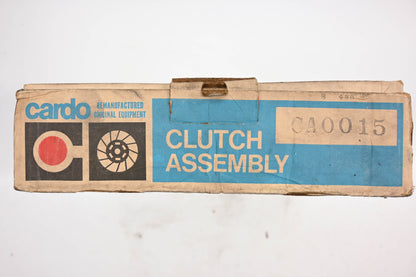 cardo REMANUFACTURED
ORIGINAL EQUIPMENT
CLUTCH
ASSEMBLY
CA0015